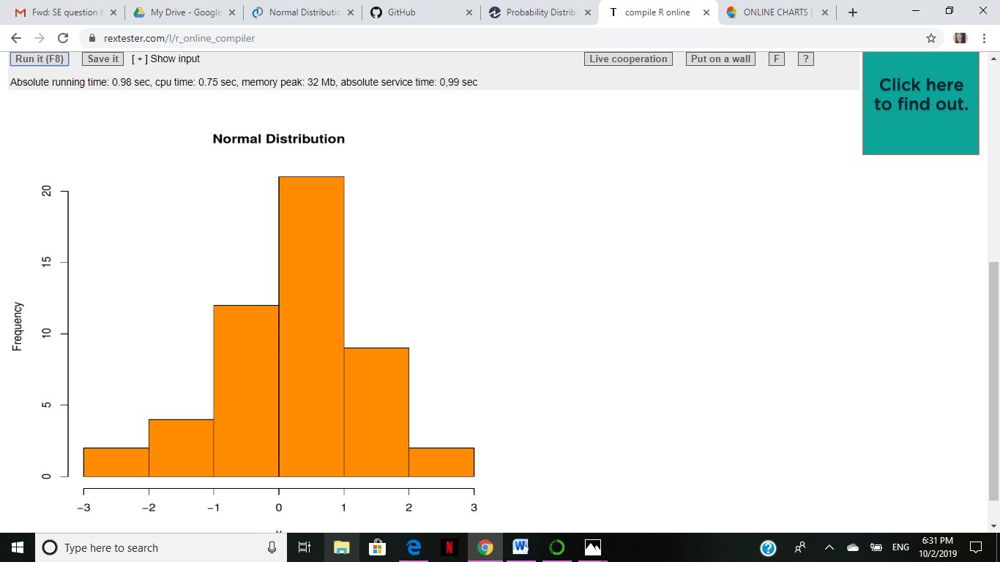 Fwd: SE question b
My Drive - Google
Normal Distributic
GitHub
Probability Distrib
compile R online
ONLINE CHARTS |
rextester.com/l/r_online_compiler
Run it (F8) Save it [ + ] Show input Live cooperation Put on a wall F ?
Absolute running time: 0.98 sec, cpu time: 0.75 sec, memory peak: 32 Mb, absolute service time: 0,99 sec
Click here
to find out.
Normal Distribution
Frequency
20
15
10
5
0
−3 −2 −1 0 1 2 3
Type here to search
ENG
6:31 PM
10/2/2019